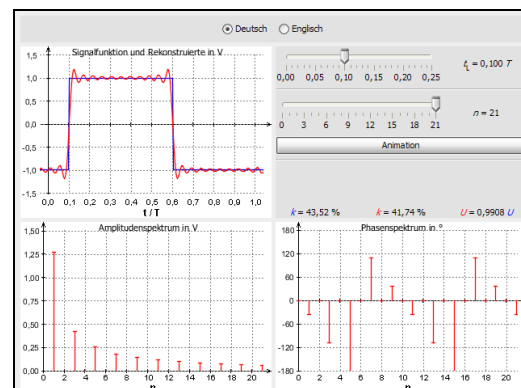 Deutsch Englisch
Signalfunktion und Rekonstruierte in V
1,5
1,0
0,5
0,0
-0,5
-1,0
-1,5
0,0 0,1 0,2 0,3 0,4 0,5 0,6 0,7 0,8 0,9 1,0
t / T
0,00 0,05 0,10 0,15 0,20 0,25
tL = 0,100 T
0 3 6 9 12 15 18 21
n = 21
Animation
k = 43,52 % k = 41,74 % U = 0,9908 U
Amplitudenspektrum in V
1,50
1,25
1,00
0,75
0,50
0,25
0,00
0 2 4 6 8 10 12 14 16 18 20
n
Phasenspektrum in °
180
120
60
0
-60
-120
-180
0 2 4 6 8 10 12 14 16 18 20
n